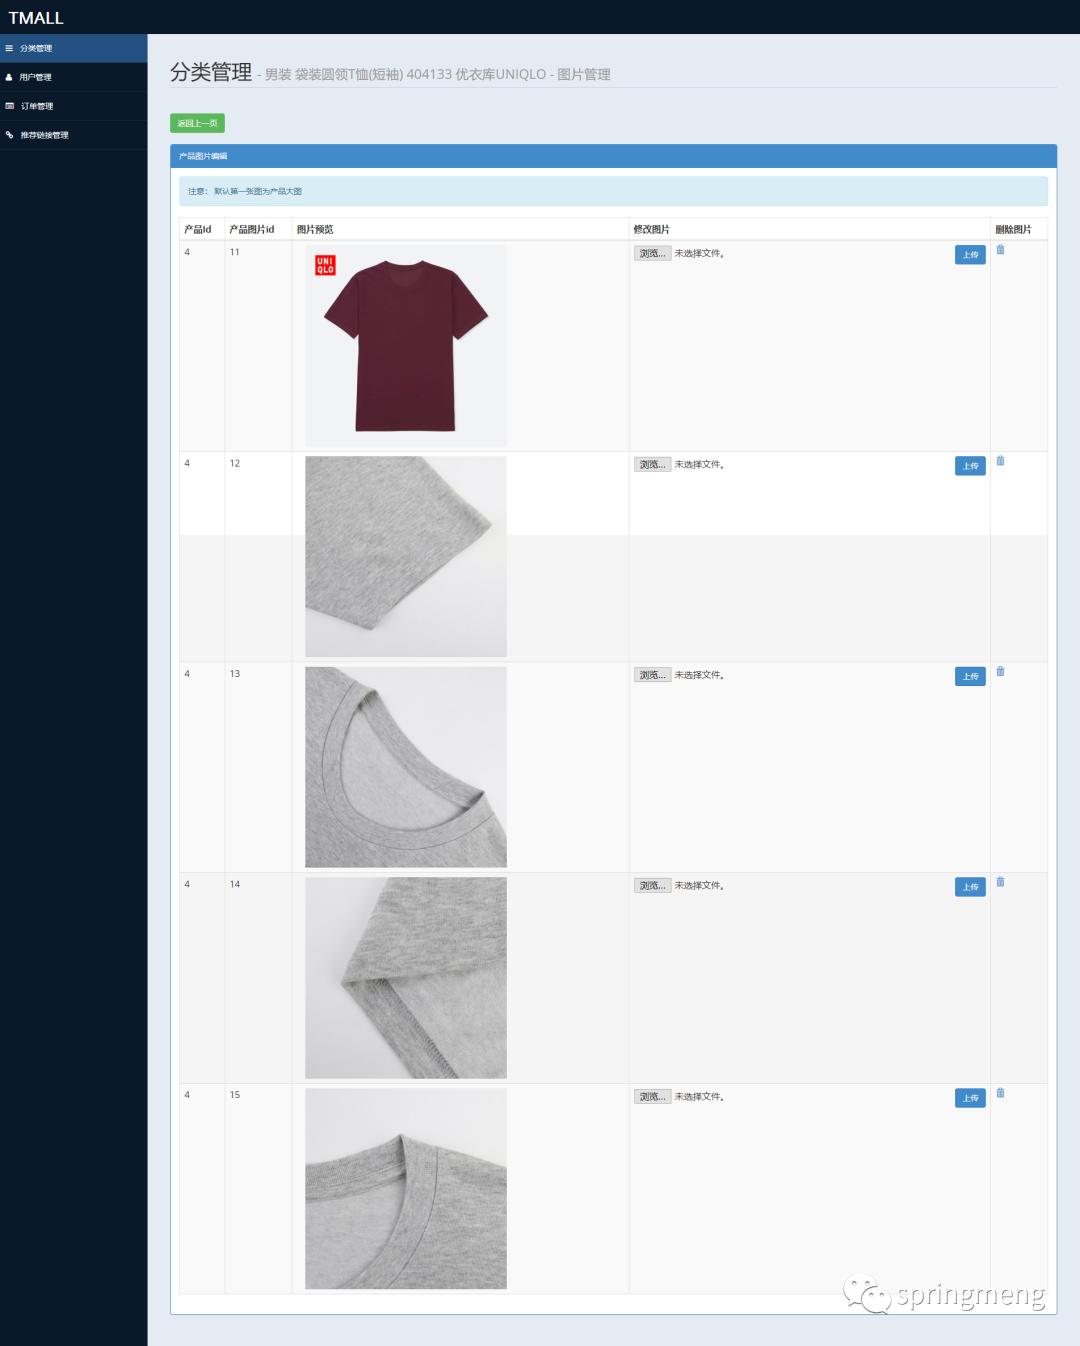 TMALL
分类管理
用户管理
订单管理
推荐链接管理
分类管理 - 男装 袋装圆领T恤(短袖) 404133 优衣库UNIQLO - 图片管理
返回上一页
产品图片编辑
注意： 默认第一张图为产品大图
产品Id 产品图片id 图片预览 修改图片 删除图片
4 11 浏览... 未选择文件。 上传
UNI
QLO
4 12 浏览... 未选择文件。 上传
4 13 浏览... 未选择文件。 上传
4 14 浏览... 未选择文件。 上传
4 15 浏览... 未选择文件。 上传
springmeng